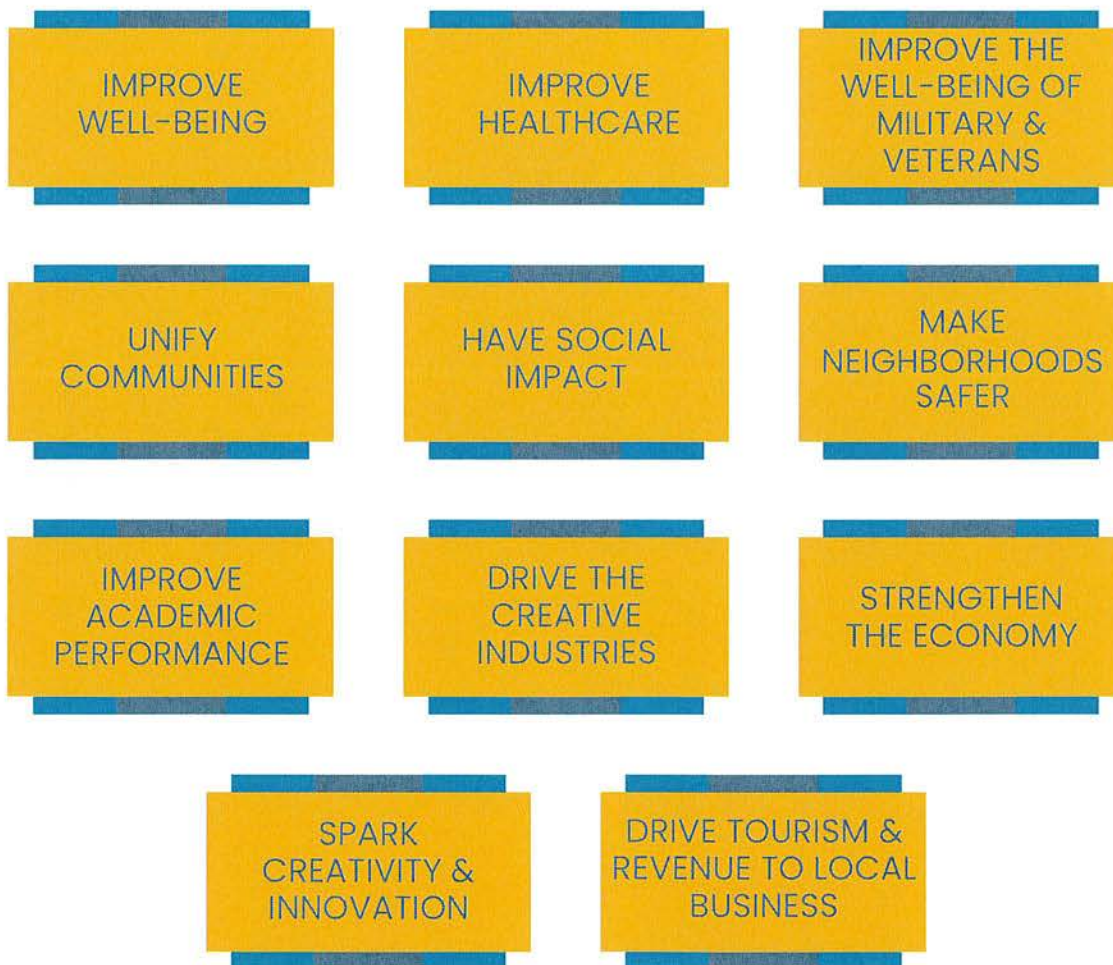 IMPROVE
WELL-BEING
IMPROVE
HEALTHCARE
IMPROVE THE
WELL-BEING OF
MILITARY &
VETERANS
UNIFY
COMMUNITIES
HAVE SOCIAL
IMPACT
MAKE
NEIGHBORHOODS
SAFER
IMPROVE
ACADEMIC
PERFORMANCE
DRIVE THE
CREATIVE
INDUSTRIES
STRENGTHEN
THE ECONOMY
SPARK
CREATIVITY &
INNOVATION
DRIVE TOURISM &
REVENUE TO LOCAL
BUSINESS